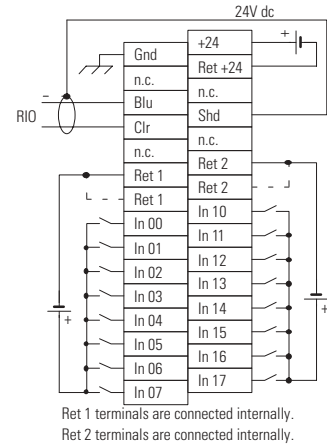 24V dc
+
Gnd
n.c.
Blu
Clr
n.c.
Ret 1
Ret 1
In 00
In 01
In 02
In 03
In 04
In 05
In 06
In 07
+24
Ret +24
n.c.
Shd
n.c.
Ret 2
Ret 2
In 10
In 11
In 12
In 13
In 14
In 15
In 16
In 17
– +
RIO
+
+
Ret 1 terminals are connected internally.
Ret 2 terminals are connected internally.